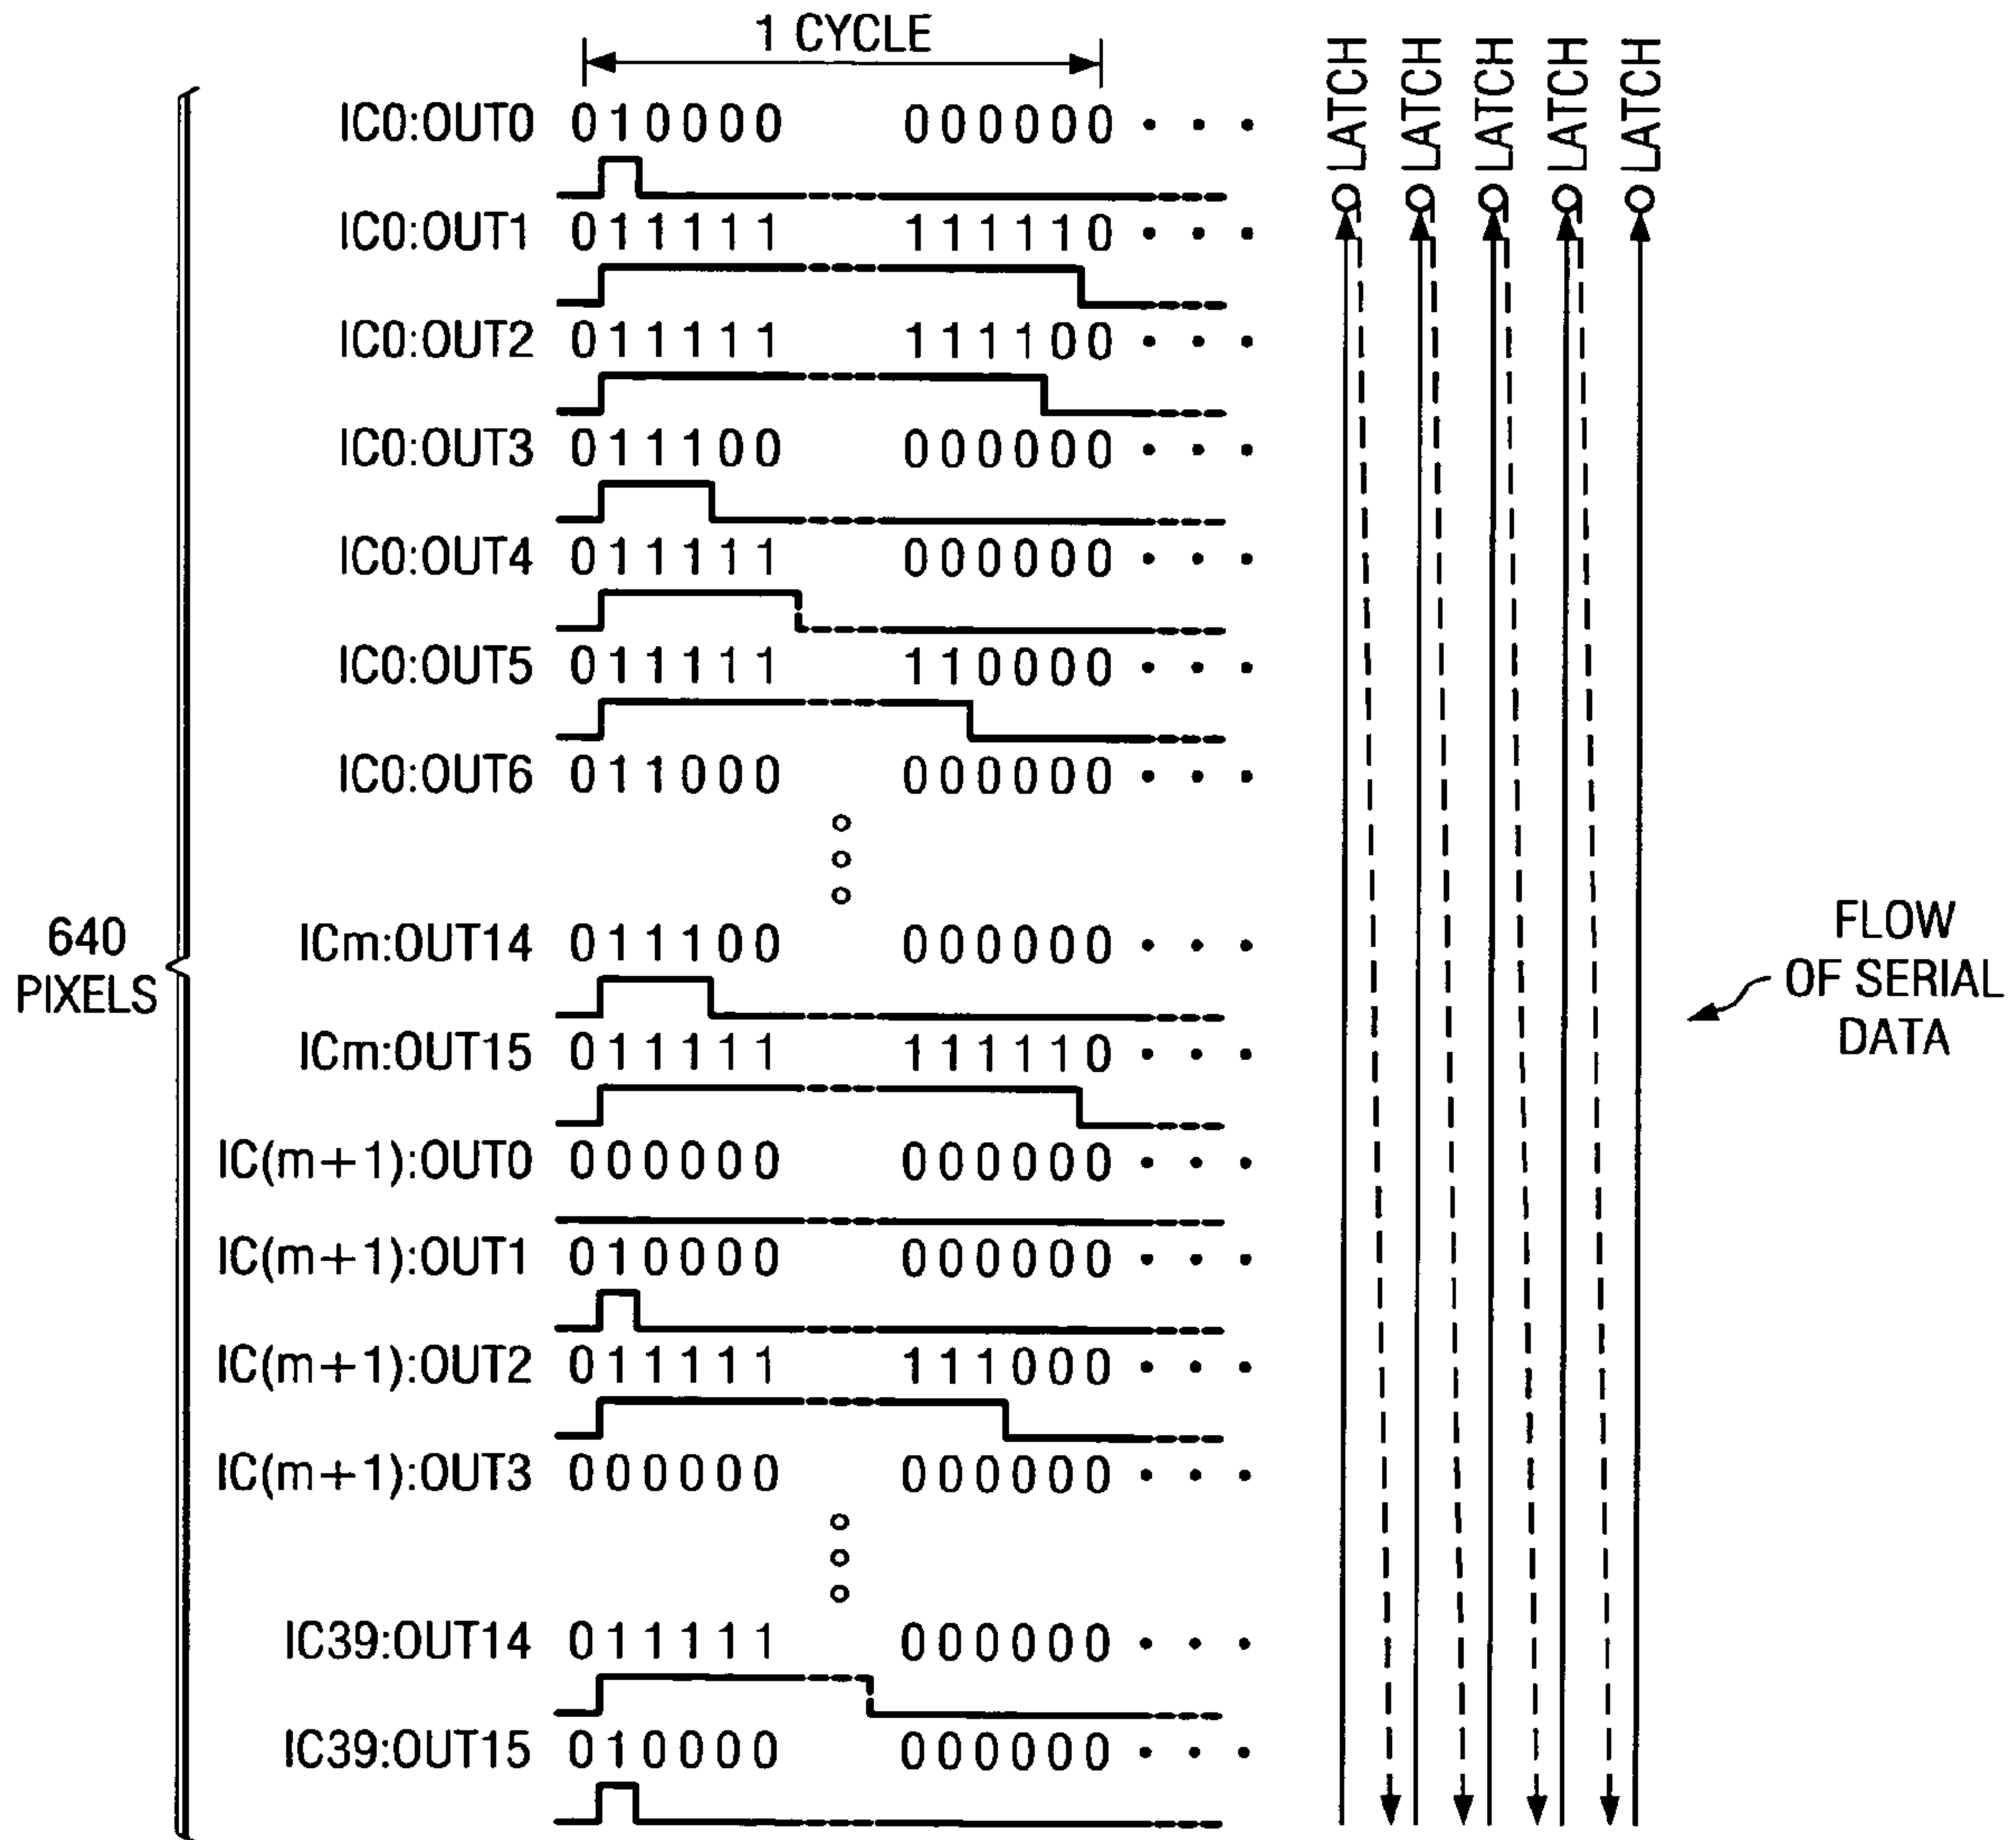 1 CYCLE
LATCH
LATCH
LATCH
LATCH
LATCH
IC0:OUT0 010000 000000 • • •
IC0:OUT1 011111 111110 • • •
IC0:OUT2 011111 111100 • • •
IC0:OUT3 011100 000000 • • •
IC0:OUT4 011111 000000 • • •
IC0:OUT5 011111 110000 • • •
IC0:OUT6 011000 000000 • • •
640
PIXELS
ICm:OUT14 011100 000000 • • •
ICm:OUT15 011111 111110 • • •
IC(m+1):OUT0 000000 000000 • • •
IC(m+1):OUT1 010000 000000 • • •
IC(m+1):OUT2 011111 111000 • • •
IC(m+1):OUT3 000000 000000 • • •
IC39:OUT14 011111 000000 • • •
IC39:OUT15 010000 000000 • • •
FLOW
OF SERIAL
DATA